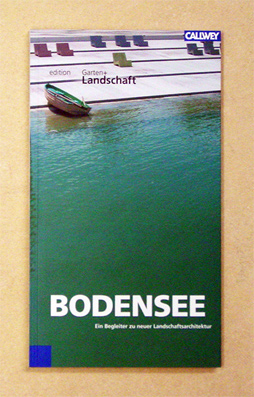 CALLWEY
edition Garten+
Landschaft
BODENSEE
Ein Begleiter zu neuer Landschaftsarchitektur